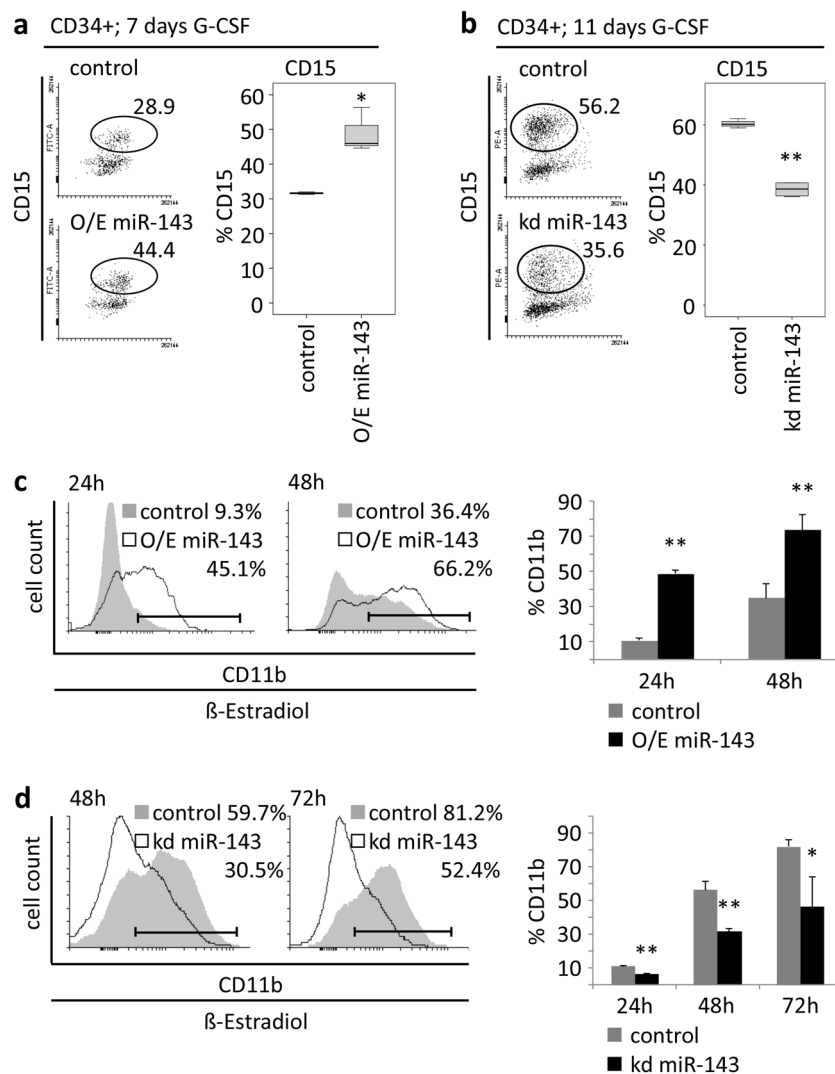 a CD34+; 7 days G-CSF
control
28.9
262144
FITC-A
262144
O/E miR-143
44.4
262144
FITC-A
262144
CD15
CD15
60
50
40
30
20
10
0
% CD15
*
control
O/E miR-143
b CD34+; 11 days G-CSF
control
56.2
262144
PE-A
262144
kd miR-143
35.6
262144
PE-A
262144
CD15
CD15
60
40
60
0
% CD15
**
control
kd miR-143
c
24h
control 9.3%
O/E miR-143
45.1%
48h
control 36.4%
O/E miR-143
66.2%
cell count
CD11b
ß-Estradiol
90
70
50
30
10
% CD11b
**
**
24h 48h
control
O/E miR-143
d
48h
control 59.7%
kd miR-143
30.5%
72h
control 81.2%
kd miR-143
52.4%
cell count
CD11b
ß-Estradiol
90
70
50
30
10
% CD11b
**
**
*
24h 48h 72h
control
kd miR-143